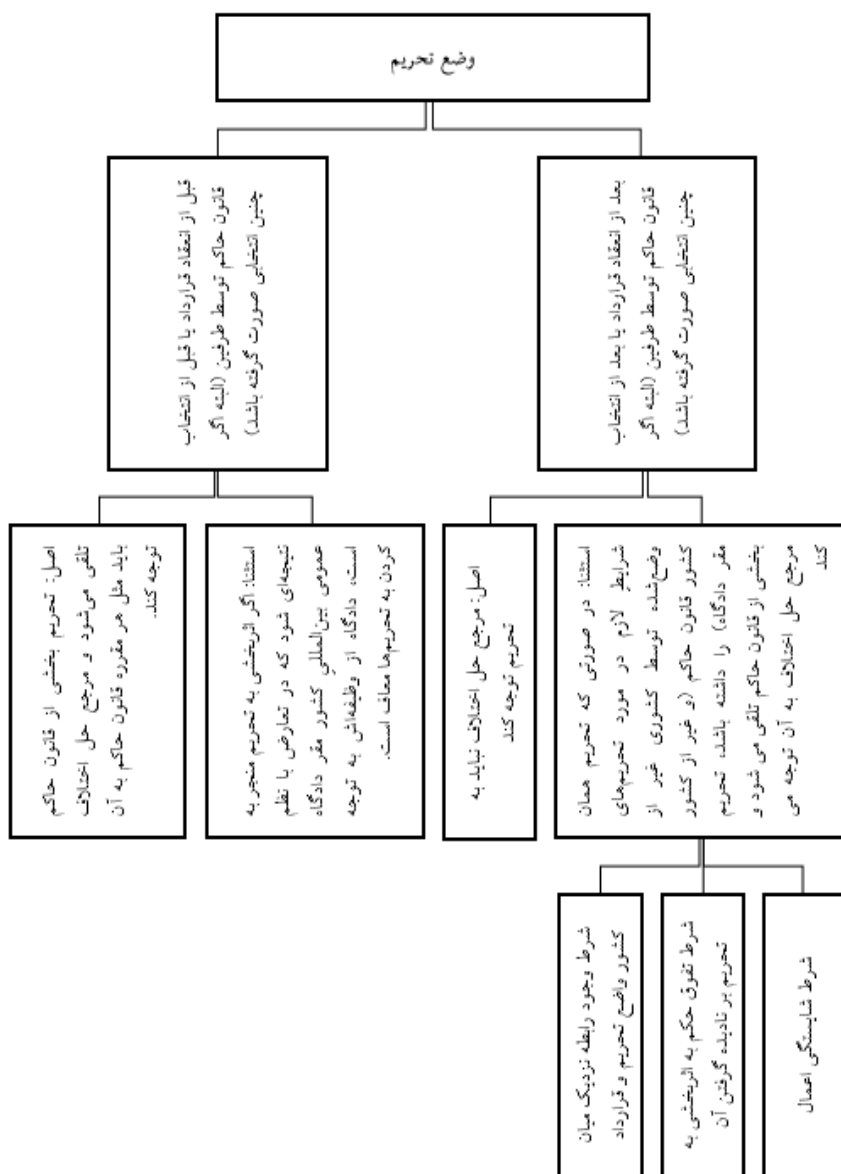 وضع تحریم
بعد از انعقاد قرارداد یا بعد از انتخاب
قانون حاکم توسط طرفین (البته اگر
چنین انتخابی صورت گرفته باشد)
قبل از انعقاد قرارداد یا قبل از انتخاب
قانون حاکم توسط طرفین (البته اگر
چنین انتخابی صورت گرفته باشد)
استثنا: در صورتی که تحریم همان
شرایط لازم در مورد تحریم‌های
وضع‌شده توسط کشوری غیر از
کشور قانون حاکم (و غیر از کشور
مقر دادگاه) را داشته باشد، تحریم
بخشی از قانون حاکم تلقی می شود و
مرجع حل اختلاف به آن توجه می
کند
اصل: مرجع حل اختلاف نباید به
تحریم توجه کند
استثنا: اگر اثربخشی به تحریم منجر به
نتیجه‌ای شود که در تعارض با نظم
عمومی بین‌المللیِ کشور مقر دادگاه
است، دادگاه از وظیفه‌اش به توجه
کردن به تحریم‌ها معاف است.
اصل: تحریم بخشی از قانون حاکم
تلقی می‌شود و مرجع حل اختلاف
باید مثل هر مقرره قانون حاکم به آن
توجه کند.
شرط شایستگی اعمال
شرط تفوق حکم به اثربخشی به
تحریم بر نادیده گرفتن آن
شرط وجود رابطه نزدیک میان
کشور واضع تحریم و قرارداد